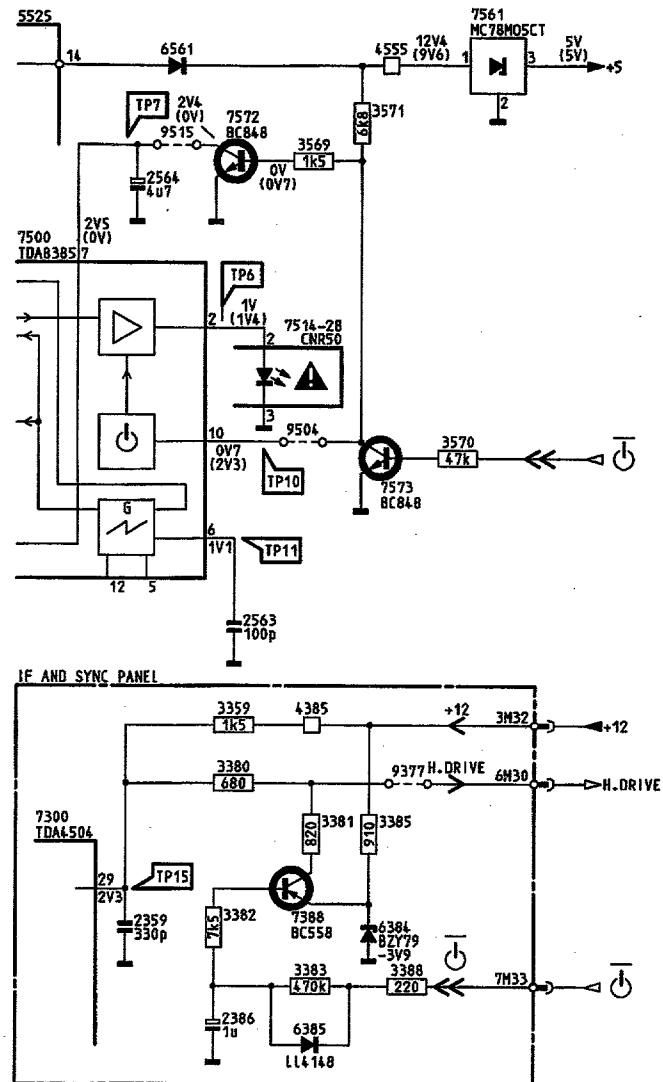 5525
14
6561
4555
12V4
(9V6)
7561
MC78M05CT
1
3
2
5V
(5V)
+5
TP7
2V4
(0V)
9515
7572
BC848
3569
1k5
0V
(0V7)
3571
6k8
2564
4u7
2V5
(0V)
7500
TDA8385
7
TP6
1V
(1V4)
2
7514-2B
CNR50
2
3
10
0V7
(2V3)
9504
TP10
7573
BC848
3570
47k
G
6
1V1
TP11
12
5
2563
100p
IF AND SYNC PANEL
3359
1k5
4385
+12
3M32
+12
3380
680
9377
H.DRIVE
6M30
H.DRIVE
7300
TDA4504
820
3381
910
3385
29
2V3
TP15
7k5
3382
7388
BC558
2359
330p
6384
BZY79
-3V9
3383
470k
3388
220
7M33
2386
1u
6385
LL4148